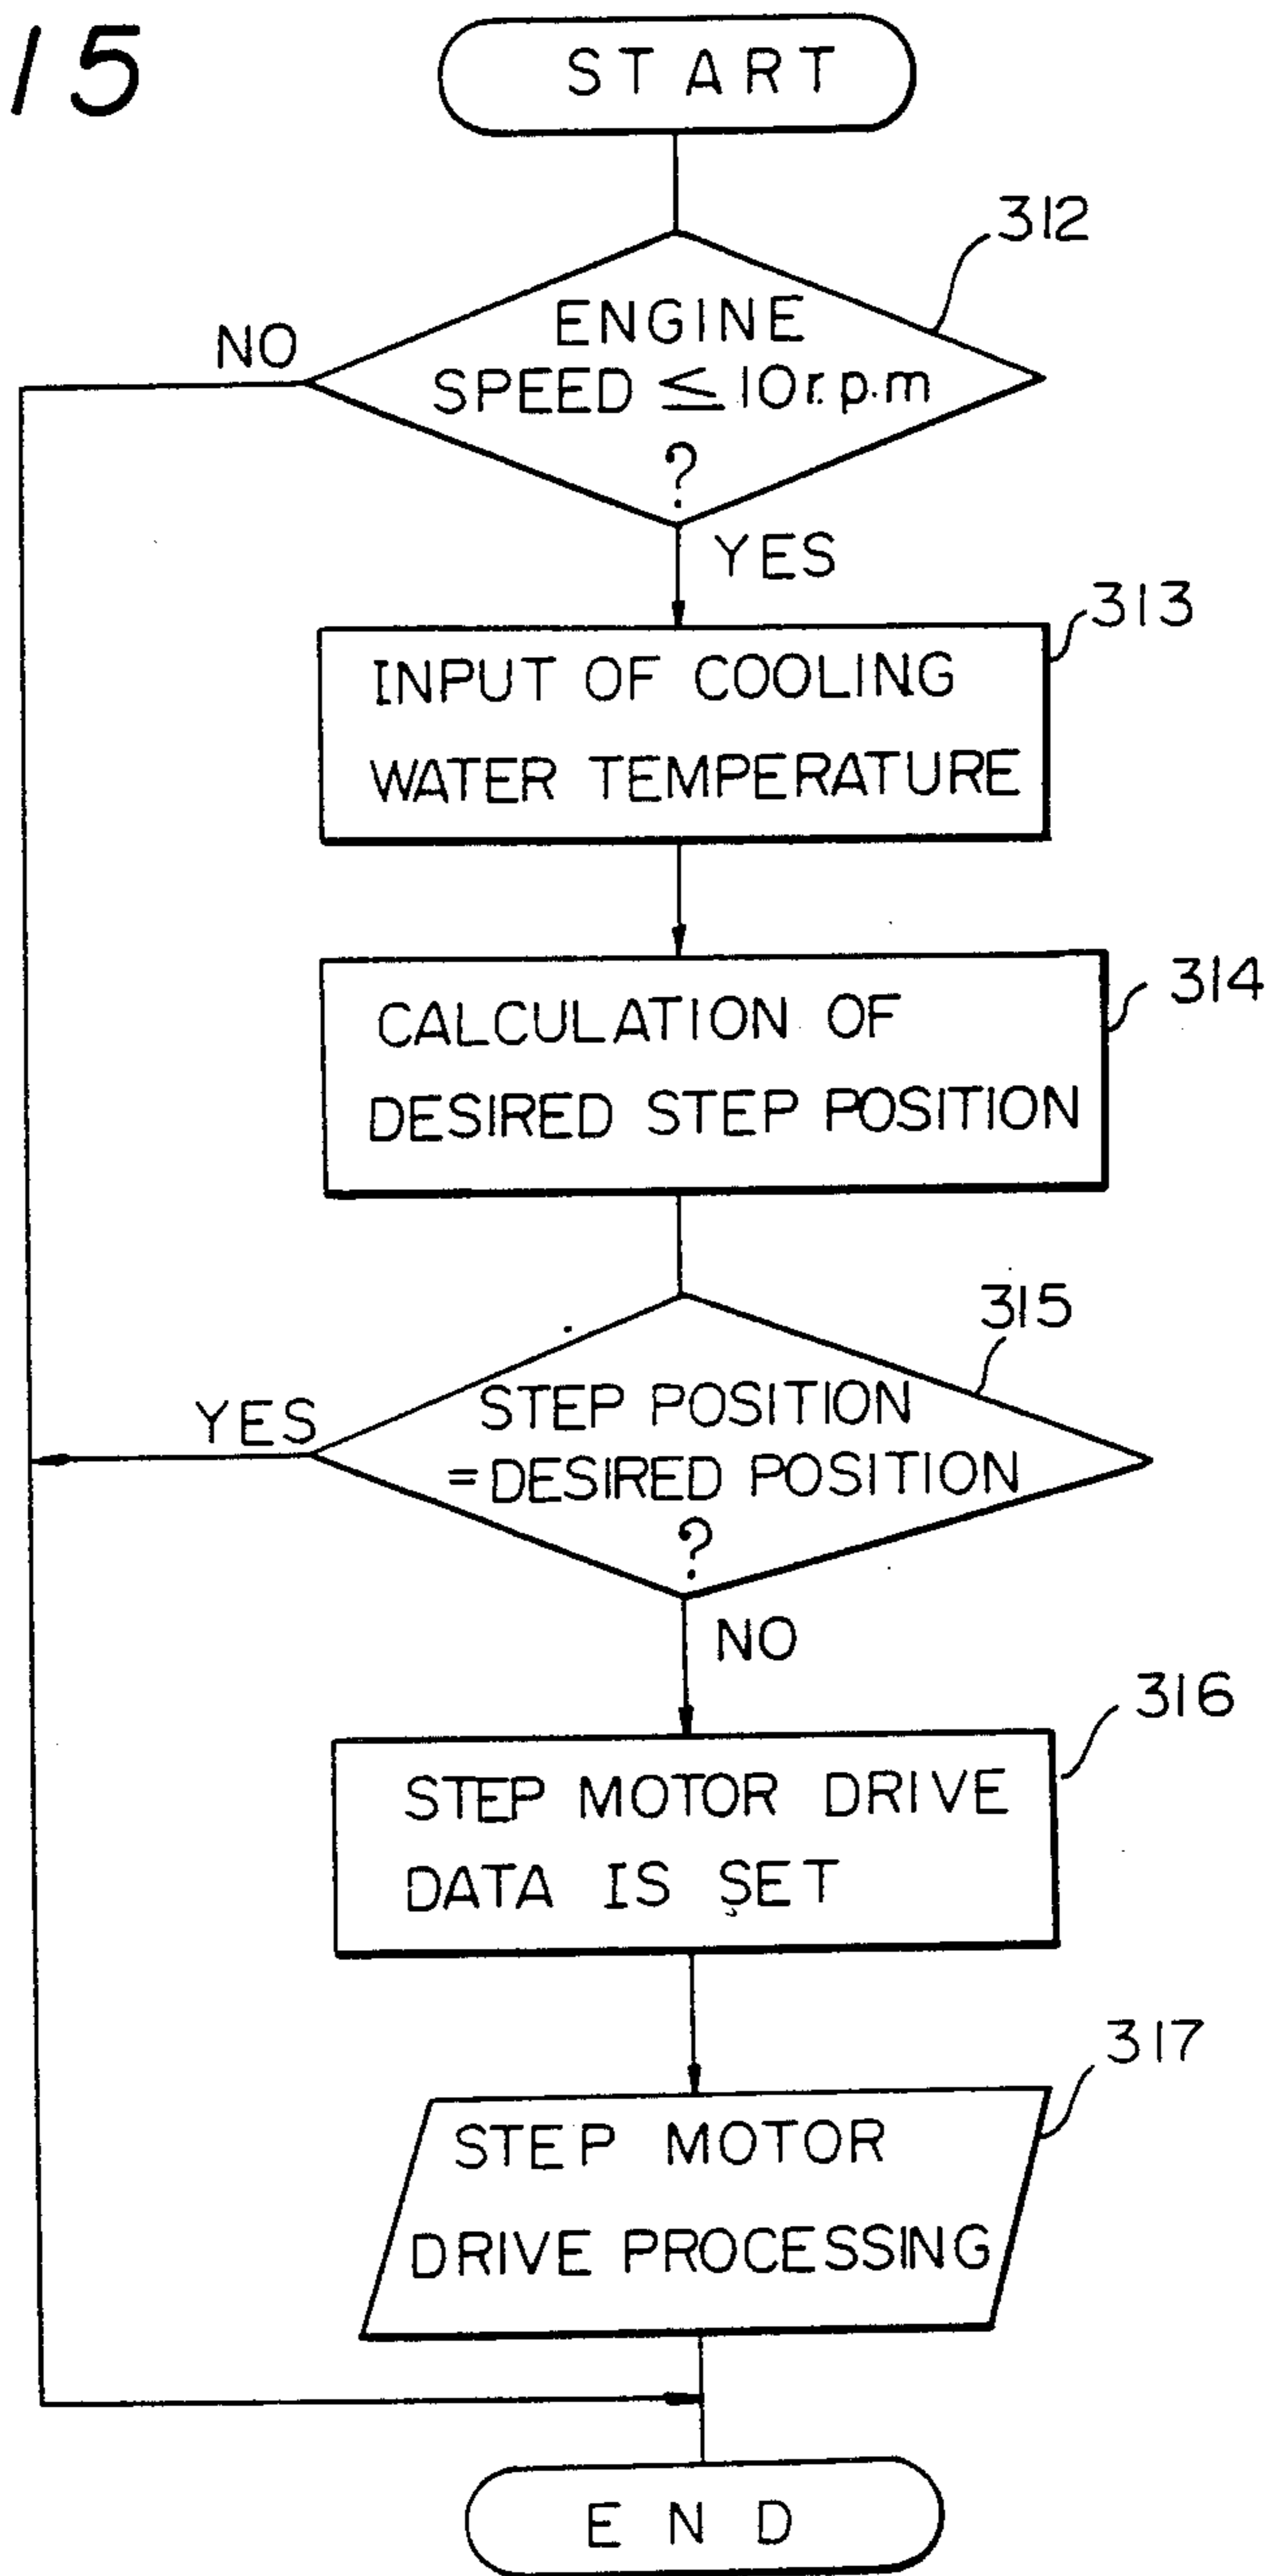 15
START
312
ENGINE
SPEED ≤ 10r.p.m
?
NO
YES
313
INPUT OF COOLING
WATER TEMPERATURE
314
CALCULATION OF
DESIRED STEP POSITION
315
STEP POSITION
= DESIRED POSITION
?
YES
NO
316
STEP MOTOR DRIVE
DATA IS SET
317
STEP MOTOR
DRIVE PROCESSING
END